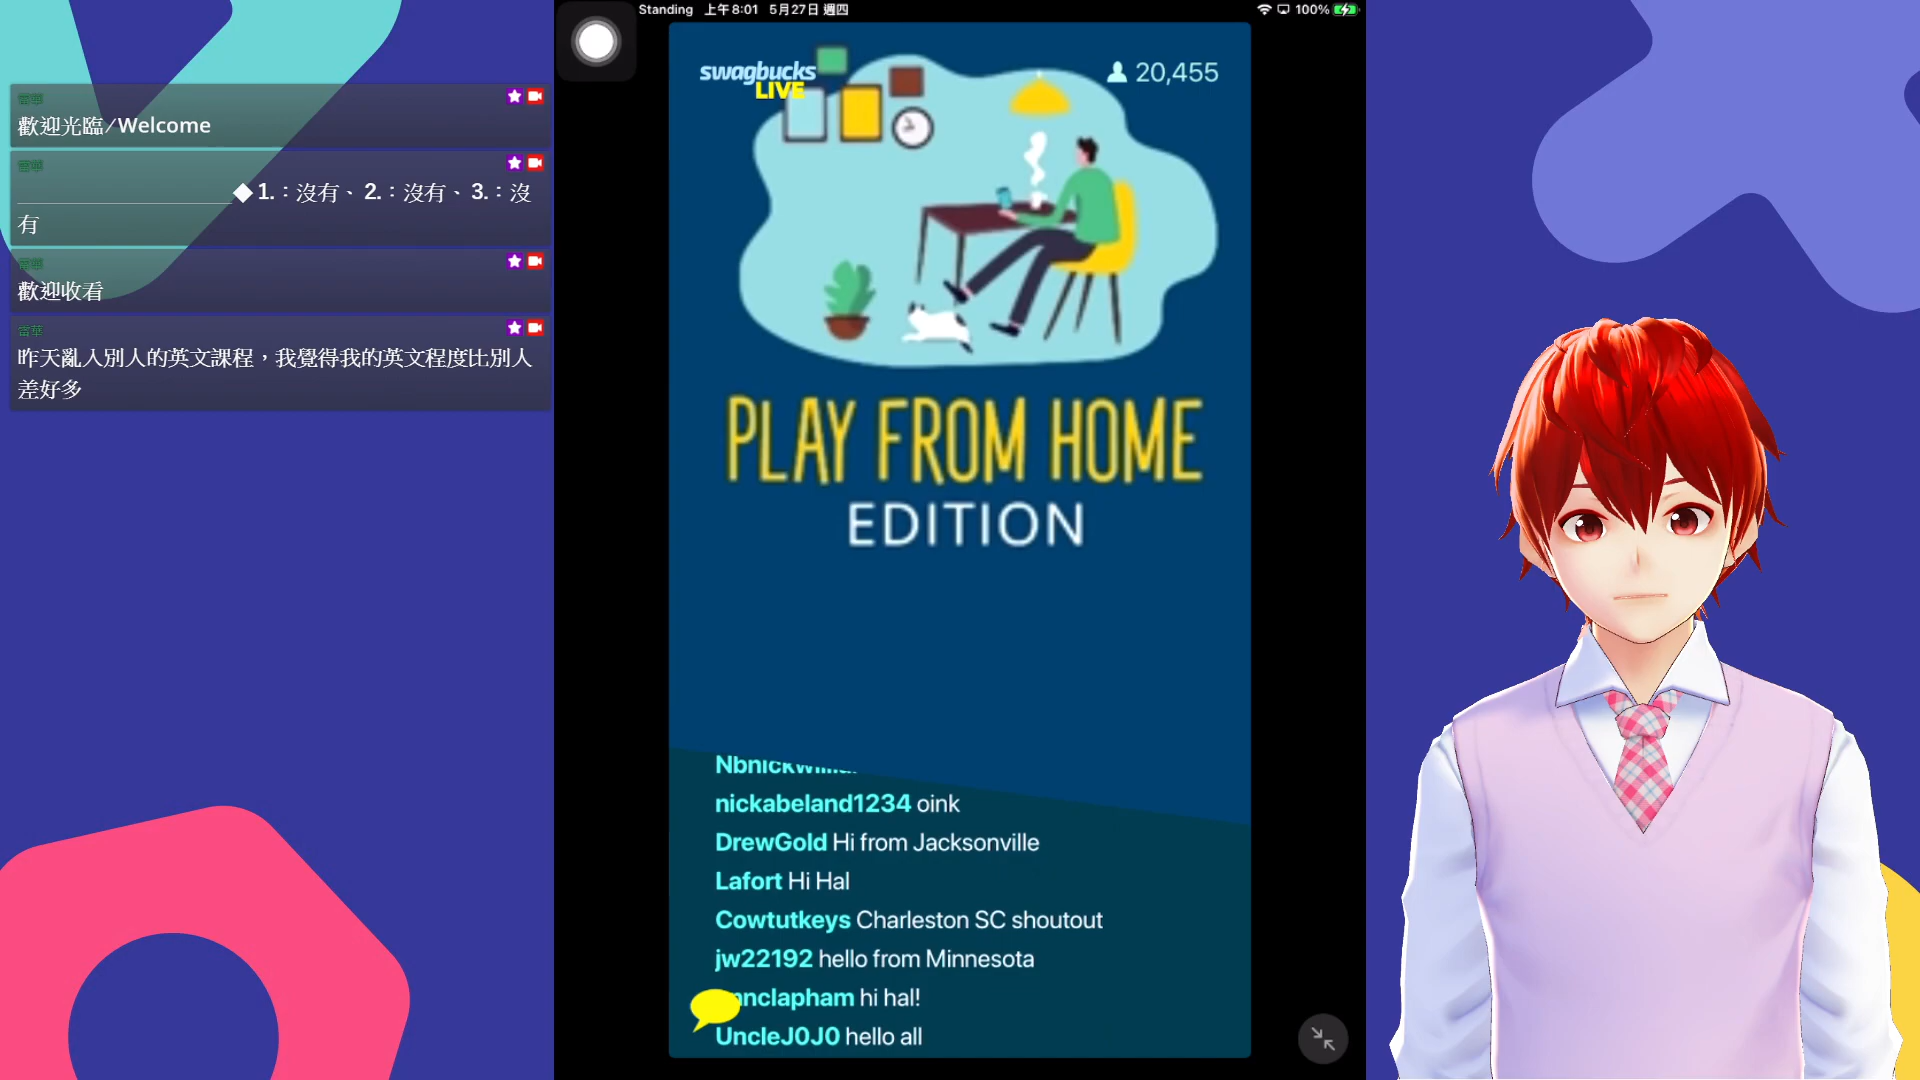 Standing 上午8:01 5月27日 週四
100%
歡迎光臨/Welcome
◆1.：沒有、2.：沒有、3.：沒
有
歡迎收看
昨天亂入別人的英文課程，我覺得我的英文程度比別人
差好多
swagbucks
LIVE
20,455
PLAY FROM HOME
EDITION
nickabeland1234 oink
DrewGold Hi from Jacksonville
Lafort Hi Hal
Cowtutkeys Charleston SC shoutout
jw22192 hello from Minnesota
hi hal!
UncleJ0J0 hello all